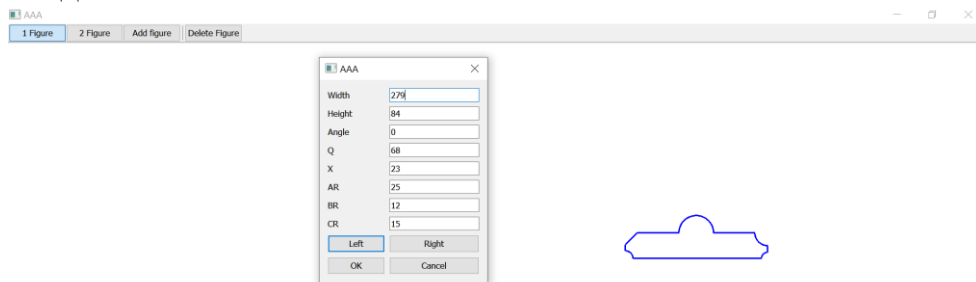 AAA
1 Figure 2 Figure Add figure Delete Figure
AAA
Width 279
Height 84
Angle 0
Q 68
X 23
AR 25
BR 12
CR 15
Left Right
OK Cancel